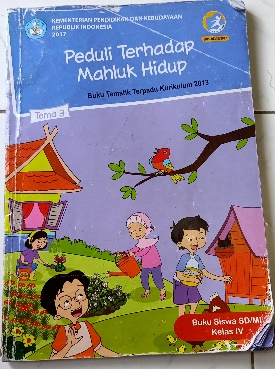 KEMENTERIAN PENDIDIKAN DAN KEBUDAYAAN
REPUBLIK INDONESIA
2017
Peduli Terhadap
Mahluk Hidup
Buku Tematik Terpadu Kurikulum 2013
Tema 3
Buku Siswa SD/MI
Kelas IV